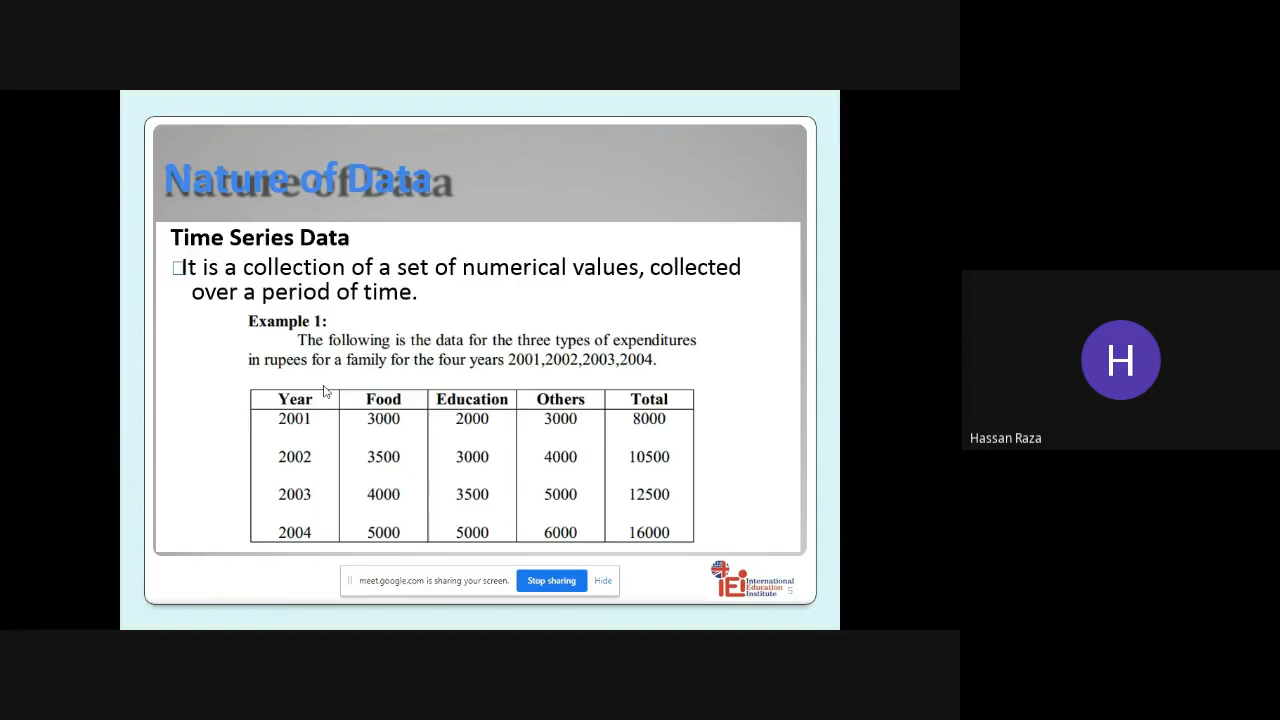 Nature of Data
Time Series Data
It is a collection of a set of numerical values, collected
over a period of time.
Example 1:
The following is the data for the three types of expenditures
in rupees for a family for the four years 2001,2002,2003,2004.
Year Food Education Others Total
2001 3000 2000 3000 8000
2002 3500 3000 4000 10500
2003 4000 3500 5000 12500
2004 5000 5000 6000 16000
meet.google.com is sharing your screen. Stop sharing Hide
iEi International
Education
Institute 5
H
Hassan Raza